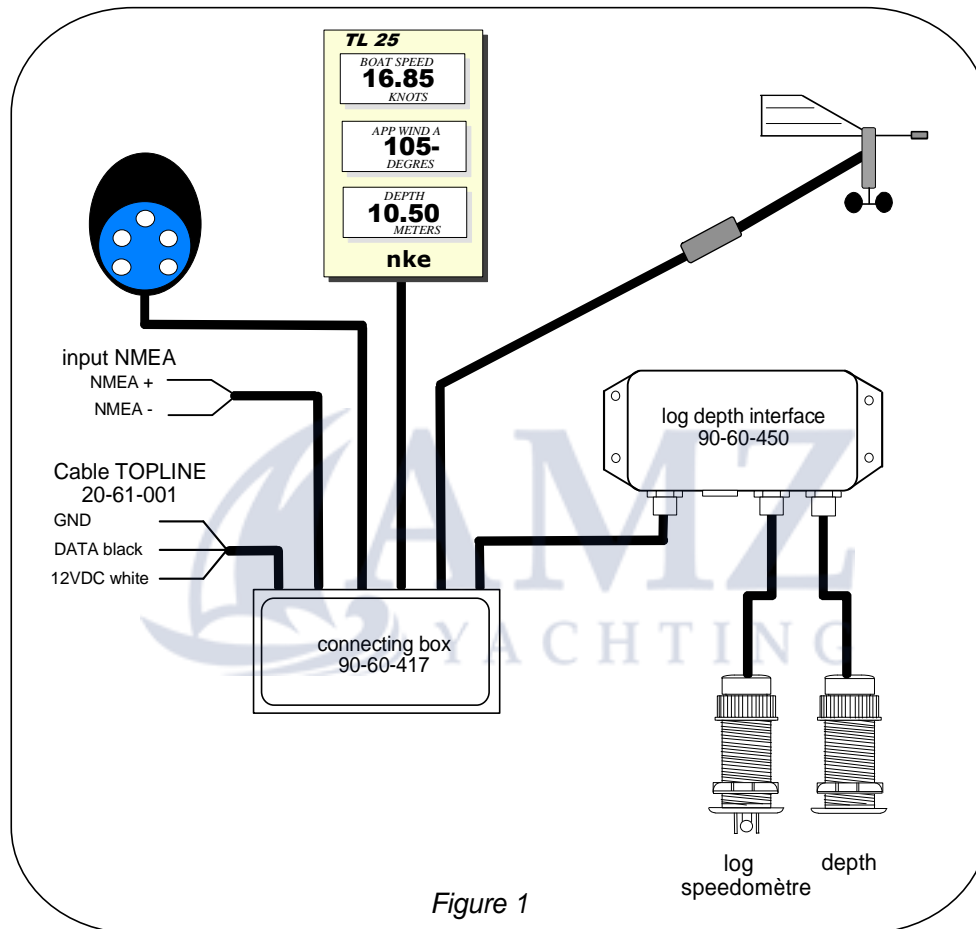 TL 25
BOAT SPEED
16.85
KNOTS
APP WIND A
105-
DEGRES
DEPTH
10.50
METERS
nke
input NMEA
NMEA +
NMEA -
Cable TOPLINE
20-61-001
GND
DATA black
12VDC white
log depth interface
90-60-450
connecting box
90-60-417
AMZ
YACHTING
log
speedomètre
depth
Figure 1